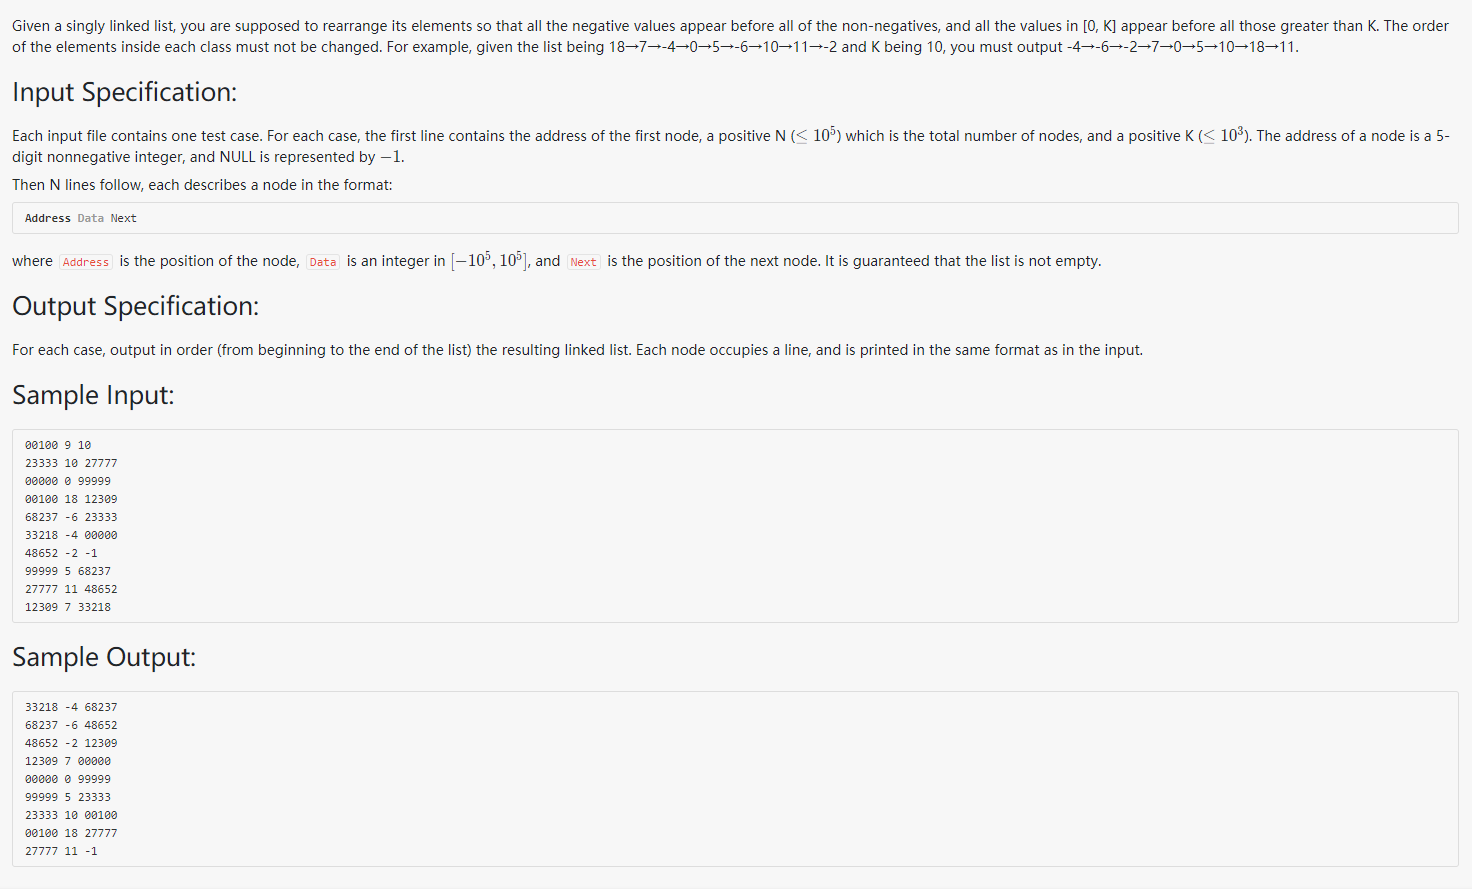 Given a singly linked list, you are supposed to rearrange its elements so that all the negative values appear before all of the non-negatives, and all the values in [0, K] appear before all those greater than K. The order
of the elements inside each class must not be changed. For example, given the list being 18→7→-4→0→5→-6→10→11→-2 and K being 10, you must output -4→-6→-2→7→0→5→10→18→11.
Input Specification:
Each input file contains one test case. For each case, the first line contains the address of the first node, a positive N (≤ 10⁵) which is the total number of nodes, and a positive K (≤ 10³). The address of a node is a 5-
digit nonnegative integer, and NULL is represented by −1.
Then N lines follow, each describes a node in the format:
Address Data Next
where Address is the position of the node, Data is an integer in [−10⁵, 10⁵], and Next is the position of the next node. It is guaranteed that the list is not empty.
Output Specification:
For each case, output in order (from beginning to the end of the list) the resulting linked list. Each node occupies a line, and is printed in the same format as in the input.
Sample Input:
00100 9 10
23333 10 27777
00000 0 99999
00100 18 12309
68237 -6 23333
33218 -4 00000
48652 -2 -1
99999 5 68237
27777 11 48652
12309 7 33218
Sample Output:
33218 -4 68237
68237 -6 48652
48652 -2 12309
12309 7 00000
00000 0 99999
99999 5 23333
23333 10 00100
00100 18 27777
27777 11 -1